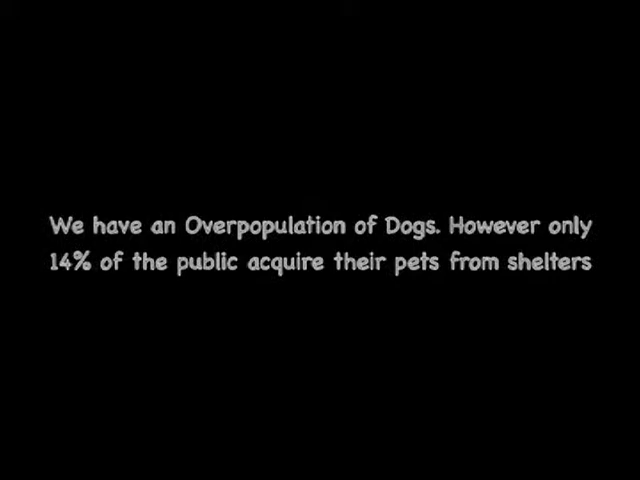 We have an Overpopulation of Dogs. However only
14% of the public acquire their pets from shelters